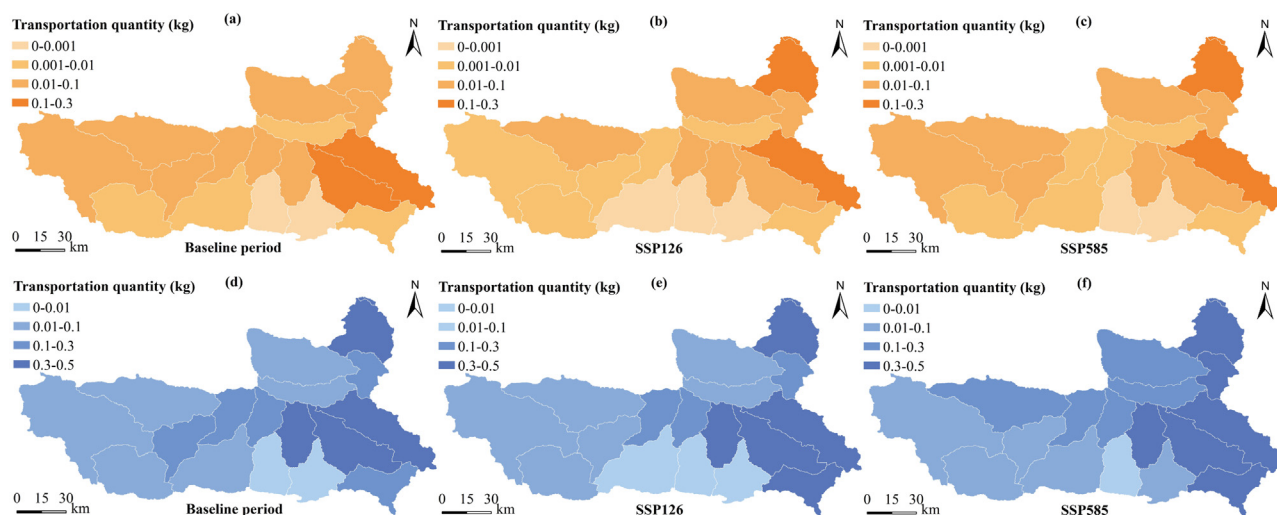 Transportation quantity (kg)
(a)
N
0-0.001
0.001-0.01
0.01-0.1
0.1-0.3
0 15 30
km
Baseline period
Transportation quantity (kg)
(b)
N
0-0.001
0.001-0.01
0.01-0.1
0.1-0.3
0 15 30
km
SSP126
Transportation quantity (kg)
(c)
N
0-0.001
0.001-0.01
0.01-0.1
0.1-0.3
0 15 30
km
SSP585
Transportation quantity (kg)
(d)
N
0-0.01
0.01-0.1
0.1-0.3
0.3-0.5
0 15 30
km
Baseline period
Transportation quantity (kg)
(e)
N
0-0.01
0.01-0.1
0.1-0.3
0.3-0.5
0 15 30
km
SSP126
Transportation quantity (kg)
(f)
N
0-0.01
0.01-0.1
0.1-0.3
0.3-0.5
0 15 30
km
SSP585